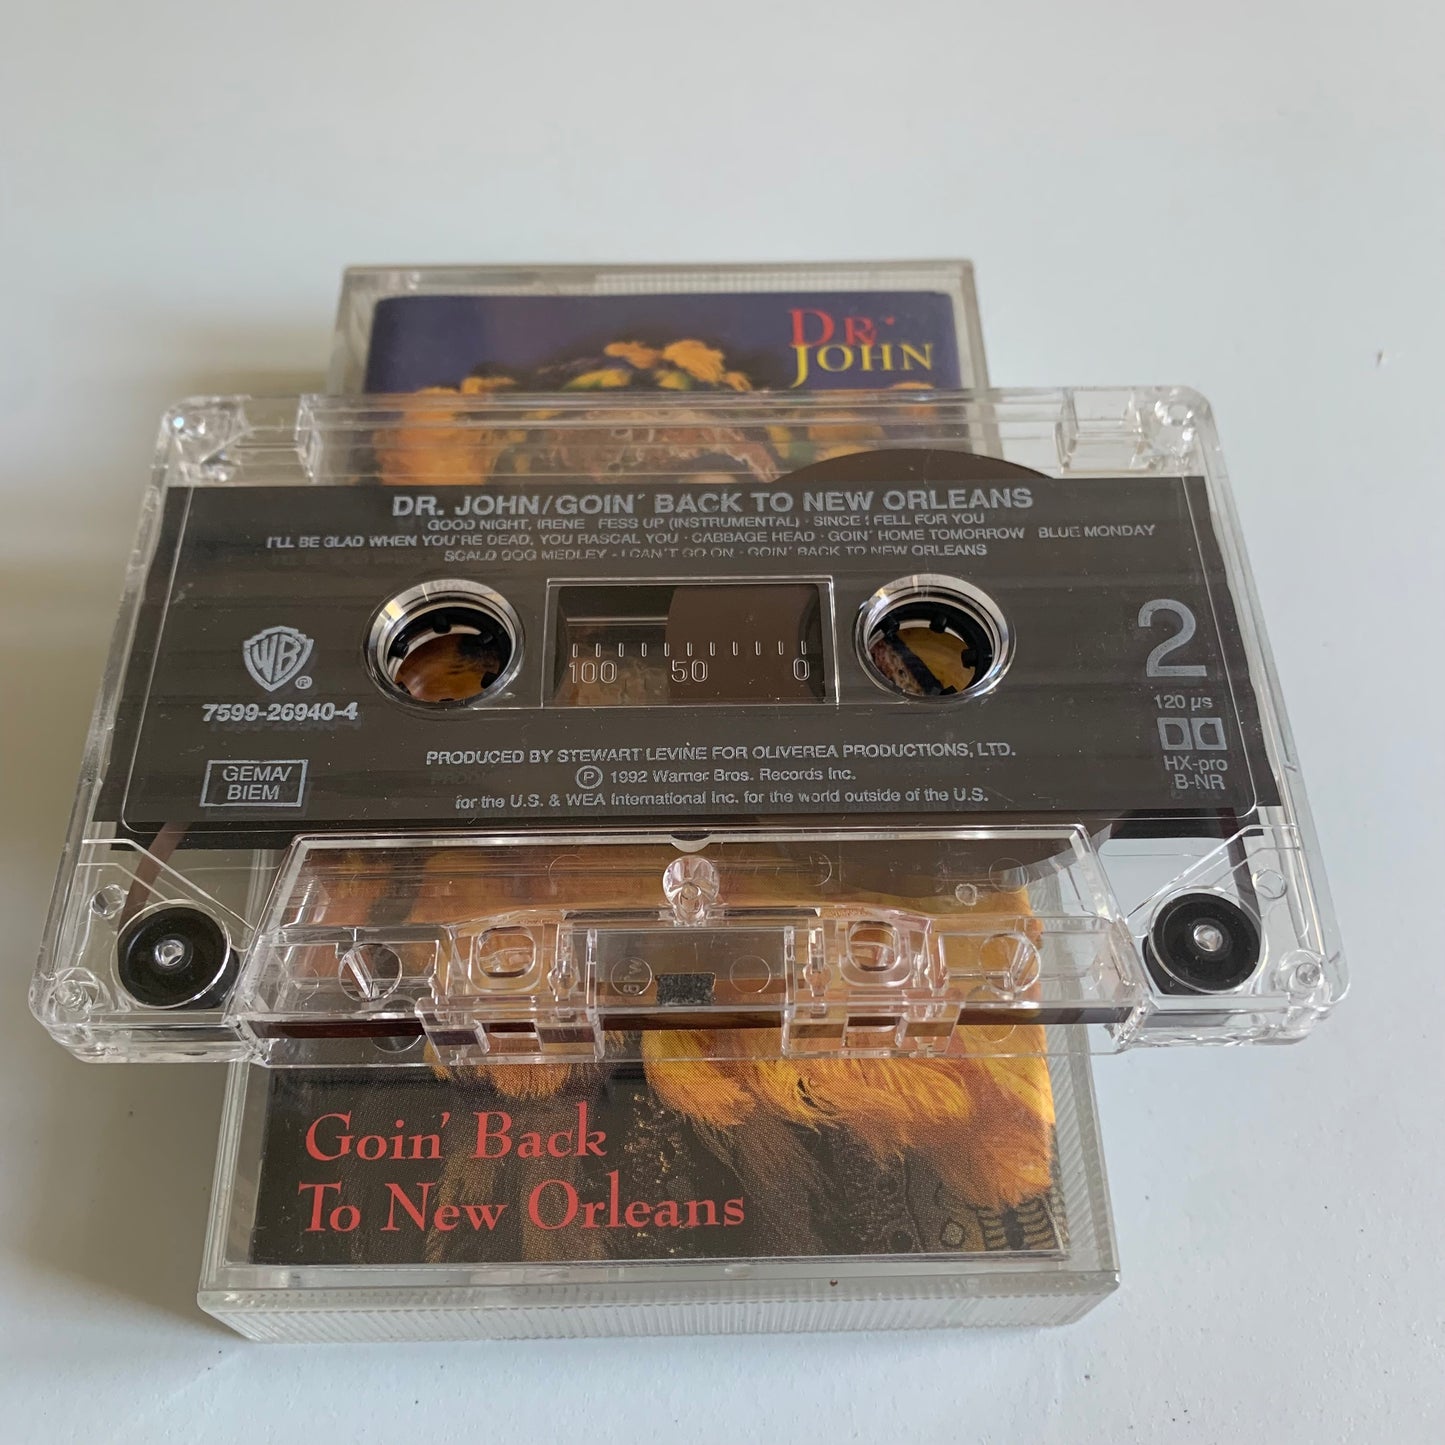 DR.
JOHN
DR. JOHN/GOIN' BACK TO NEW ORLEANS
GOOD NIGHT, IRENE · FESS UP (INSTRUMENTAL) · SINCE I FELL FOR YOU
I'LL BE GLAD WHEN YOU'RE DEAD, YOU RASCAL YOU · CABBAGE HEAD · GOIN' HOME TOMORROW · BLUE MONDAY
SCALD DOG MEDLEY · I CAN'T GO ON · GOIN' BACK TO NEW ORLEANS
2
100 50 0
WB
7599-26940-4
120 µs
HX-pro
B-NR
GEMA/
BIEM
PRODUCED BY STEWART LEVINE FOR OLIVEREA PRODUCTIONS, LTD.
Ⓟ 1992 Warner Bros. Records Inc.
for the U.S. & WEA International Inc. for the world outside of the U.S.
Goin' Back
To New Orleans